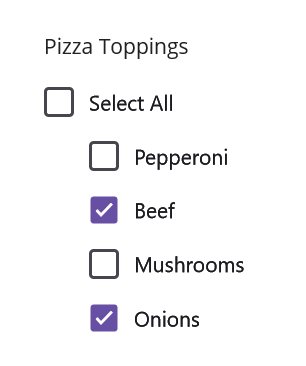 Pizza Toppings
Select All
Pepperoni
Beef
Mushrooms
Onions